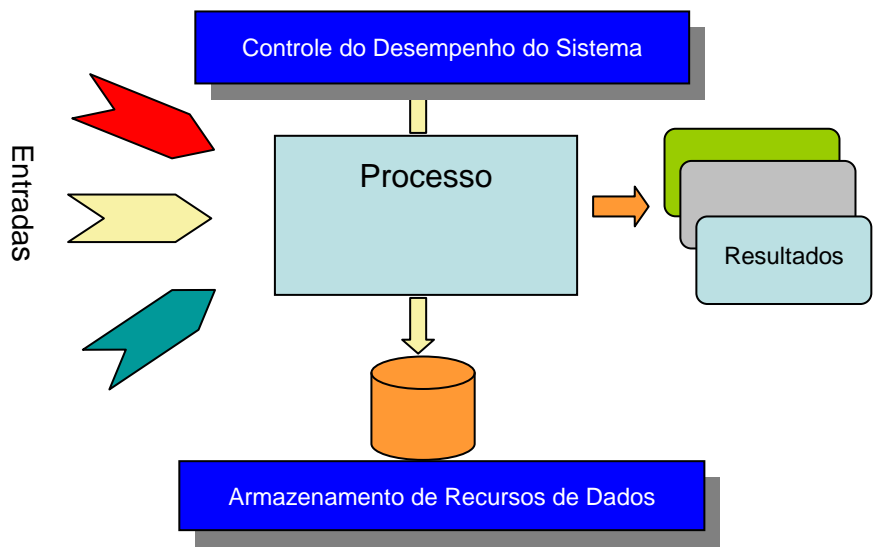 Controle do Desempenho do Sistema
Entradas
Processo
Resultados
Armazenamento de Recursos de Dados